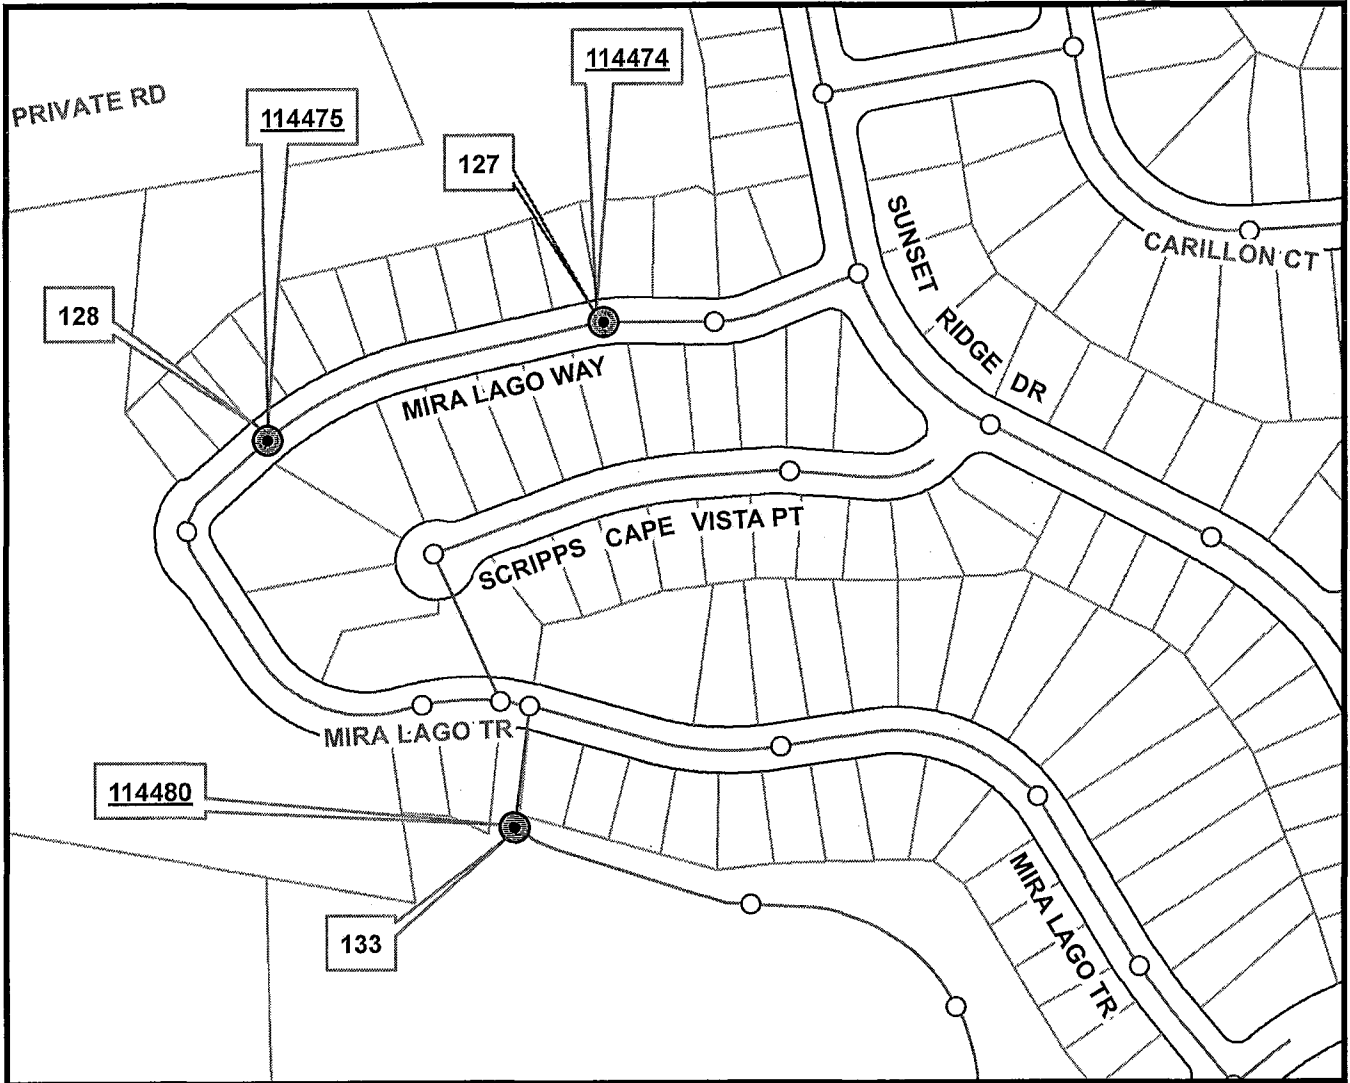 114474
PRIVATE RD
114475
127
SUNSET RIDGE DR
CARILLON CT
128
MIRA LAGO WAY
SCRIPPS CAPE VISTA PT
MIRA LAGO TR
114480
MIRA LAGO TR
133